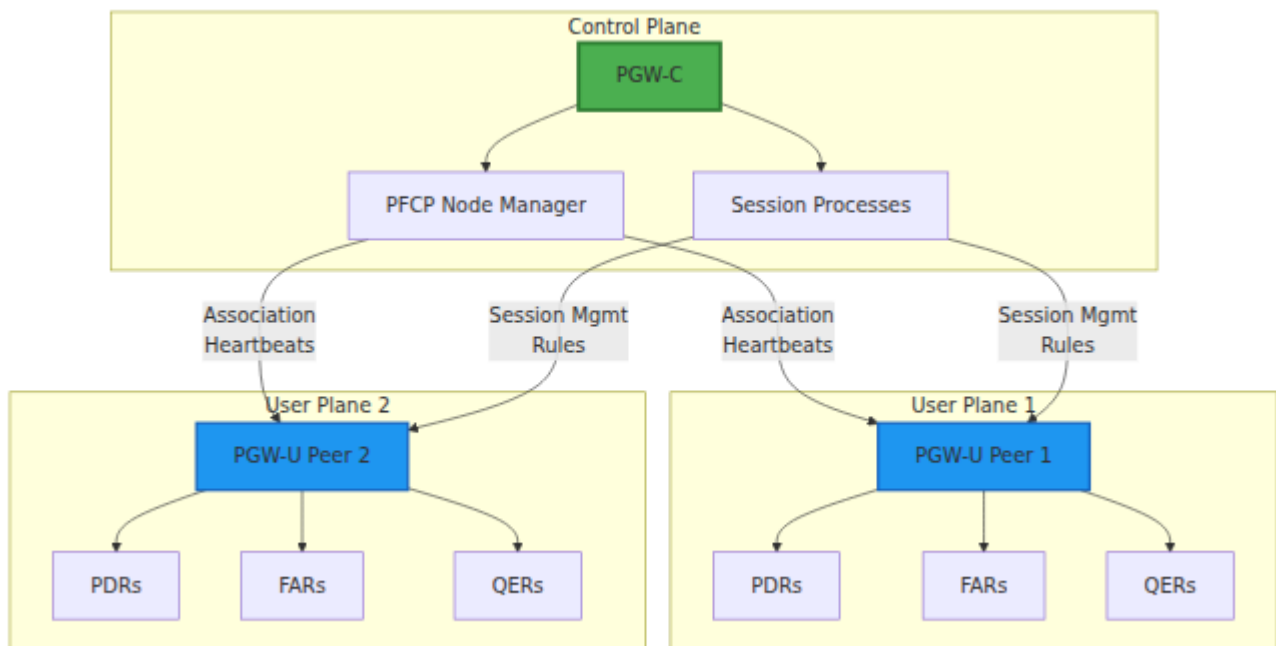 Control Plane
PGW-C
PFCP Node Manager
Session Processes
Association
Heartbeats
Session Mgmt
Rules
Association
Heartbeats
Session Mgmt
Rules
User Plane 2
PGW-U Peer 2
PDRs
FARs
QERs
User Plane 1
PGW-U Peer 1
PDRs
FARs
QERs